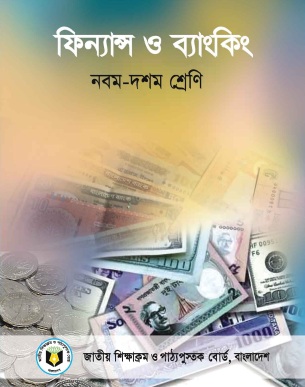 ফিন্যান্স ও ব্যাংকিং
নবম-দশম শ্রেণি
জাতীয় শিক্ষাক্রম ও পাঠ্যপুস্তক বোর্ড, বাংলাদেশ